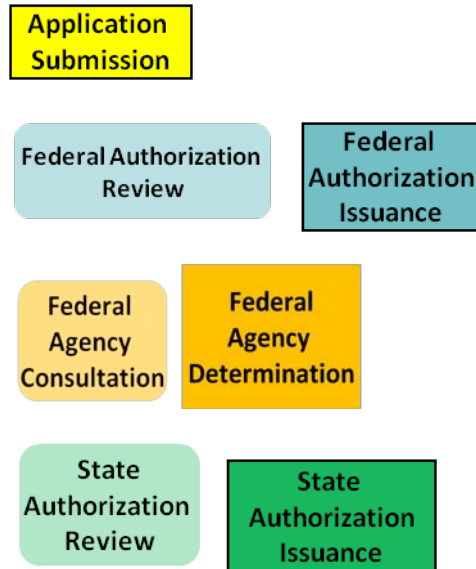 Application
Submission
Federal Authorization
Review
Federal
Authorization
Issuance
Federal
Agency
Consultation
Federal
Agency
Determination
State
Authorization
Review
State
Authorization
Issuance